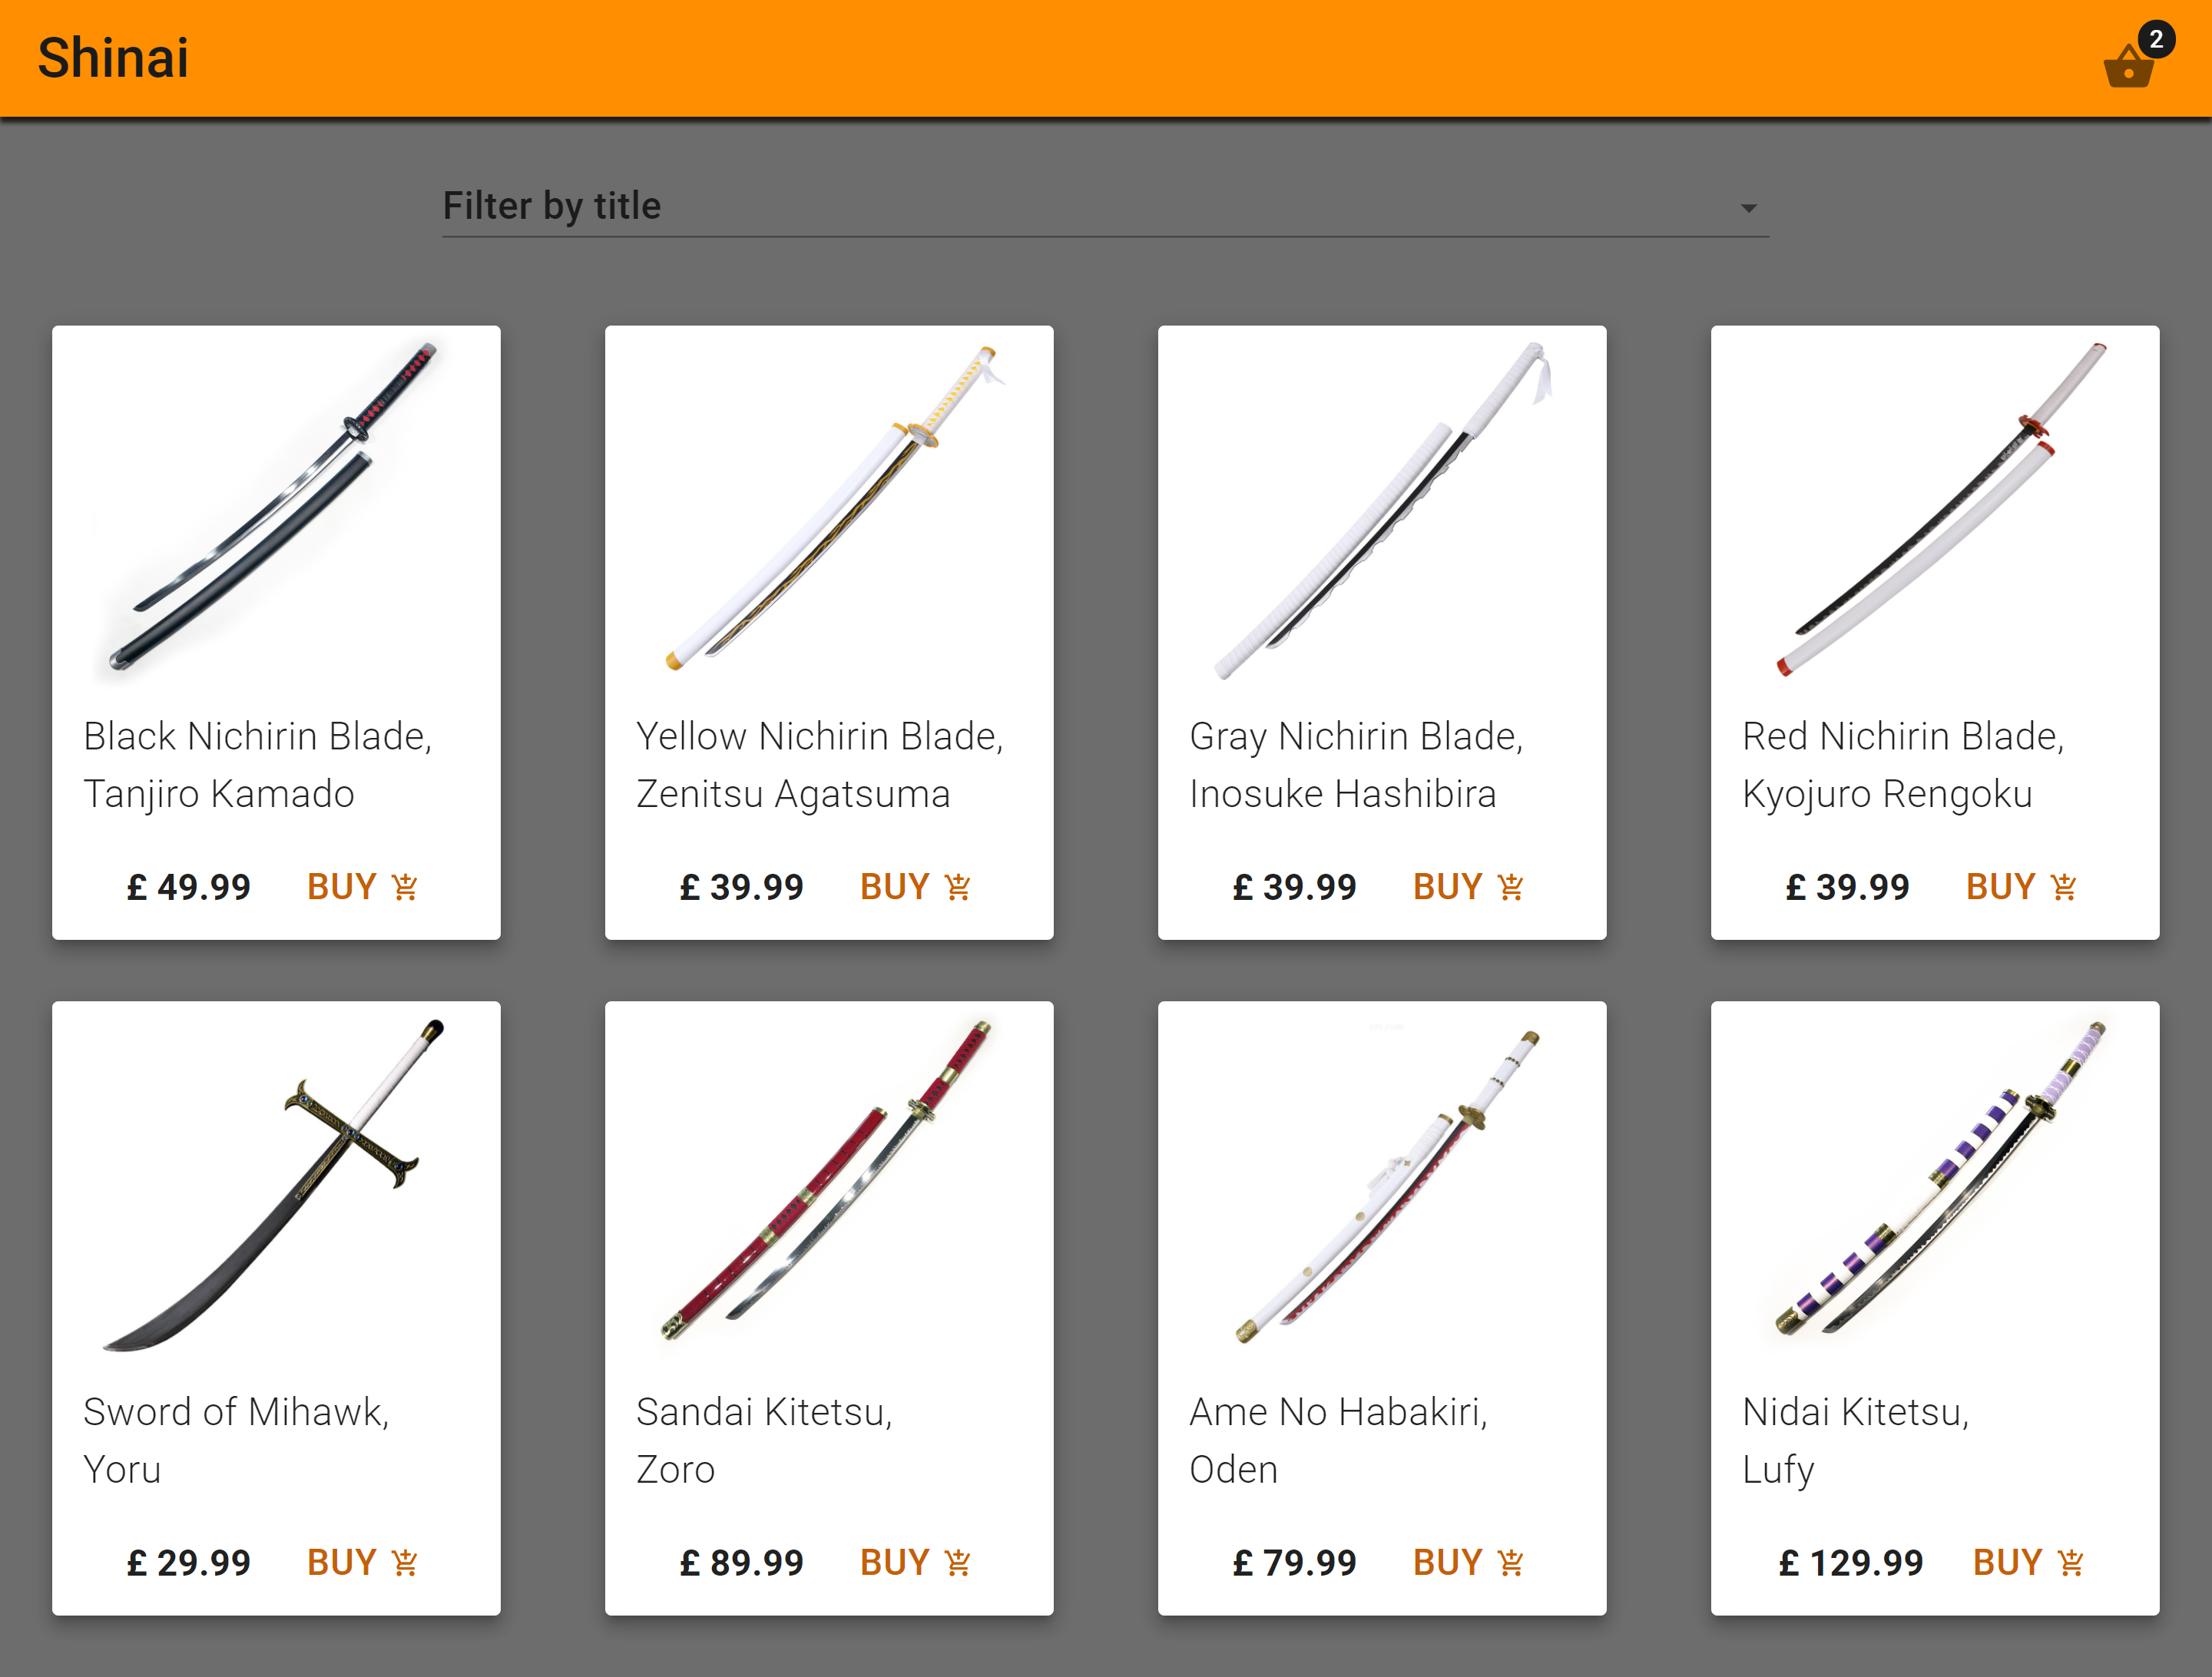 Shinai
2
Filter by title
Black Nichirin Blade,
Tanjiro Kamado
£ 49.99 BUY
Yellow Nichirin Blade,
Zenitsu Agatsuma
£ 39.99 BUY
Gray Nichirin Blade,
Inosuke Hashibira
£ 39.99 BUY
Red Nichirin Blade,
Kyojuro Rengoku
£ 39.99 BUY
Sword of Mihawk,
Yoru
£ 29.99 BUY
Sandai Kitetsu,
Zoro
£ 89.99 BUY
Ame No Habakiri,
Oden
£ 79.99 BUY
Nidai Kitetsu,
Lufy
£ 129.99 BUY